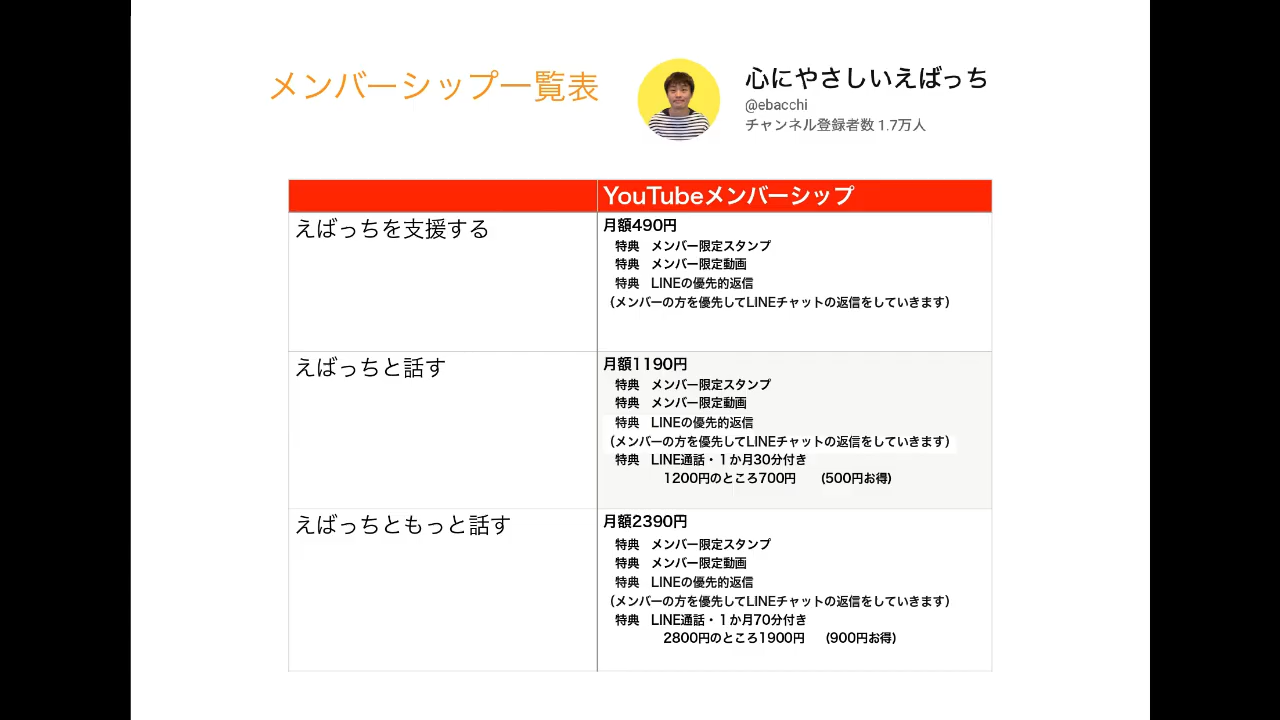 メンバーシップ一覧表
心にやさしいえばっち
@ebacchi
チャンネル登録者数 1.7万人
YouTubeメンバーシップ
えばっちを支援する
月額490円
特典　メンバー限定スタンプ
特典　メンバー限定動画
特典　LINEの優先的返信
（メンバーの方を優先してLINEチャットの返信をしていきます）
えばっちと話す
月額1190円
特典　メンバー限定スタンプ
特典　メンバー限定動画
特典　LINEの優先的返信
（メンバーの方を優先してLINEチャットの返信をしていきます）
特典　LINE通話・１か月30分付き
1200円のところ700円　（500円お得）
えばっちともっと話す
月額2390円
特典　メンバー限定スタンプ
特典　メンバー限定動画
特典　LINEの優先的返信
（メンバーの方を優先してLINEチャットの返信をしていきます）
特典　LINE通話・１か月70分付き
2800円のところ1900円　（900円お得）